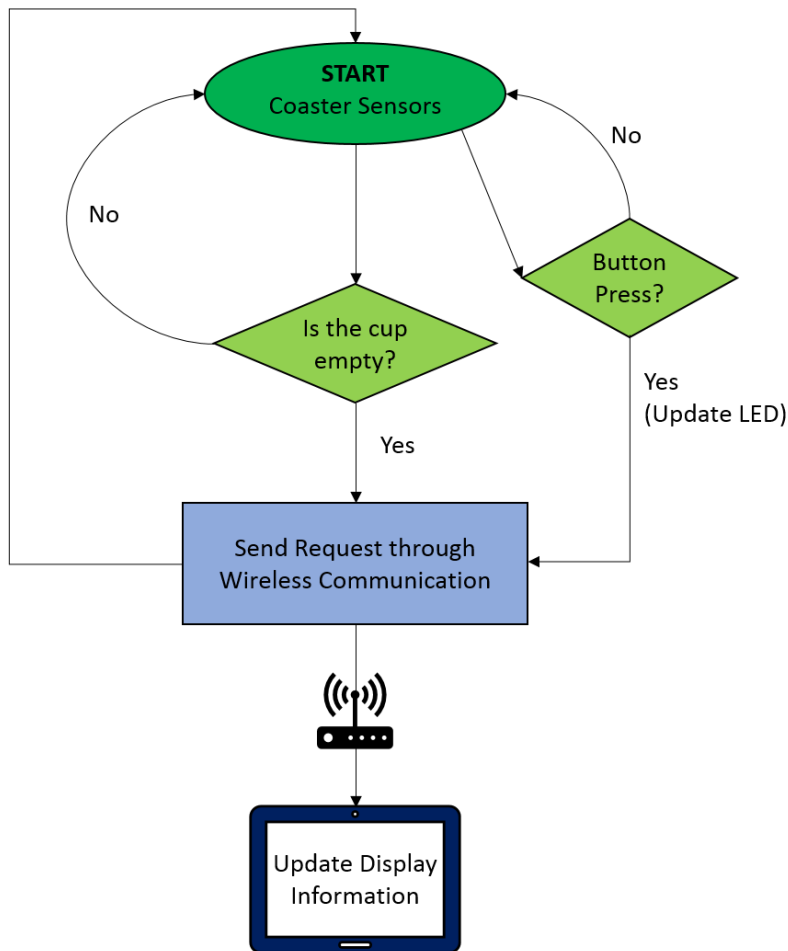 START
Coaster Sensors
No
No
Button
Press?
Is the cup
empty?
Yes
(Update LED)
Yes
Send Request through
Wireless Communication
Update Display
Information